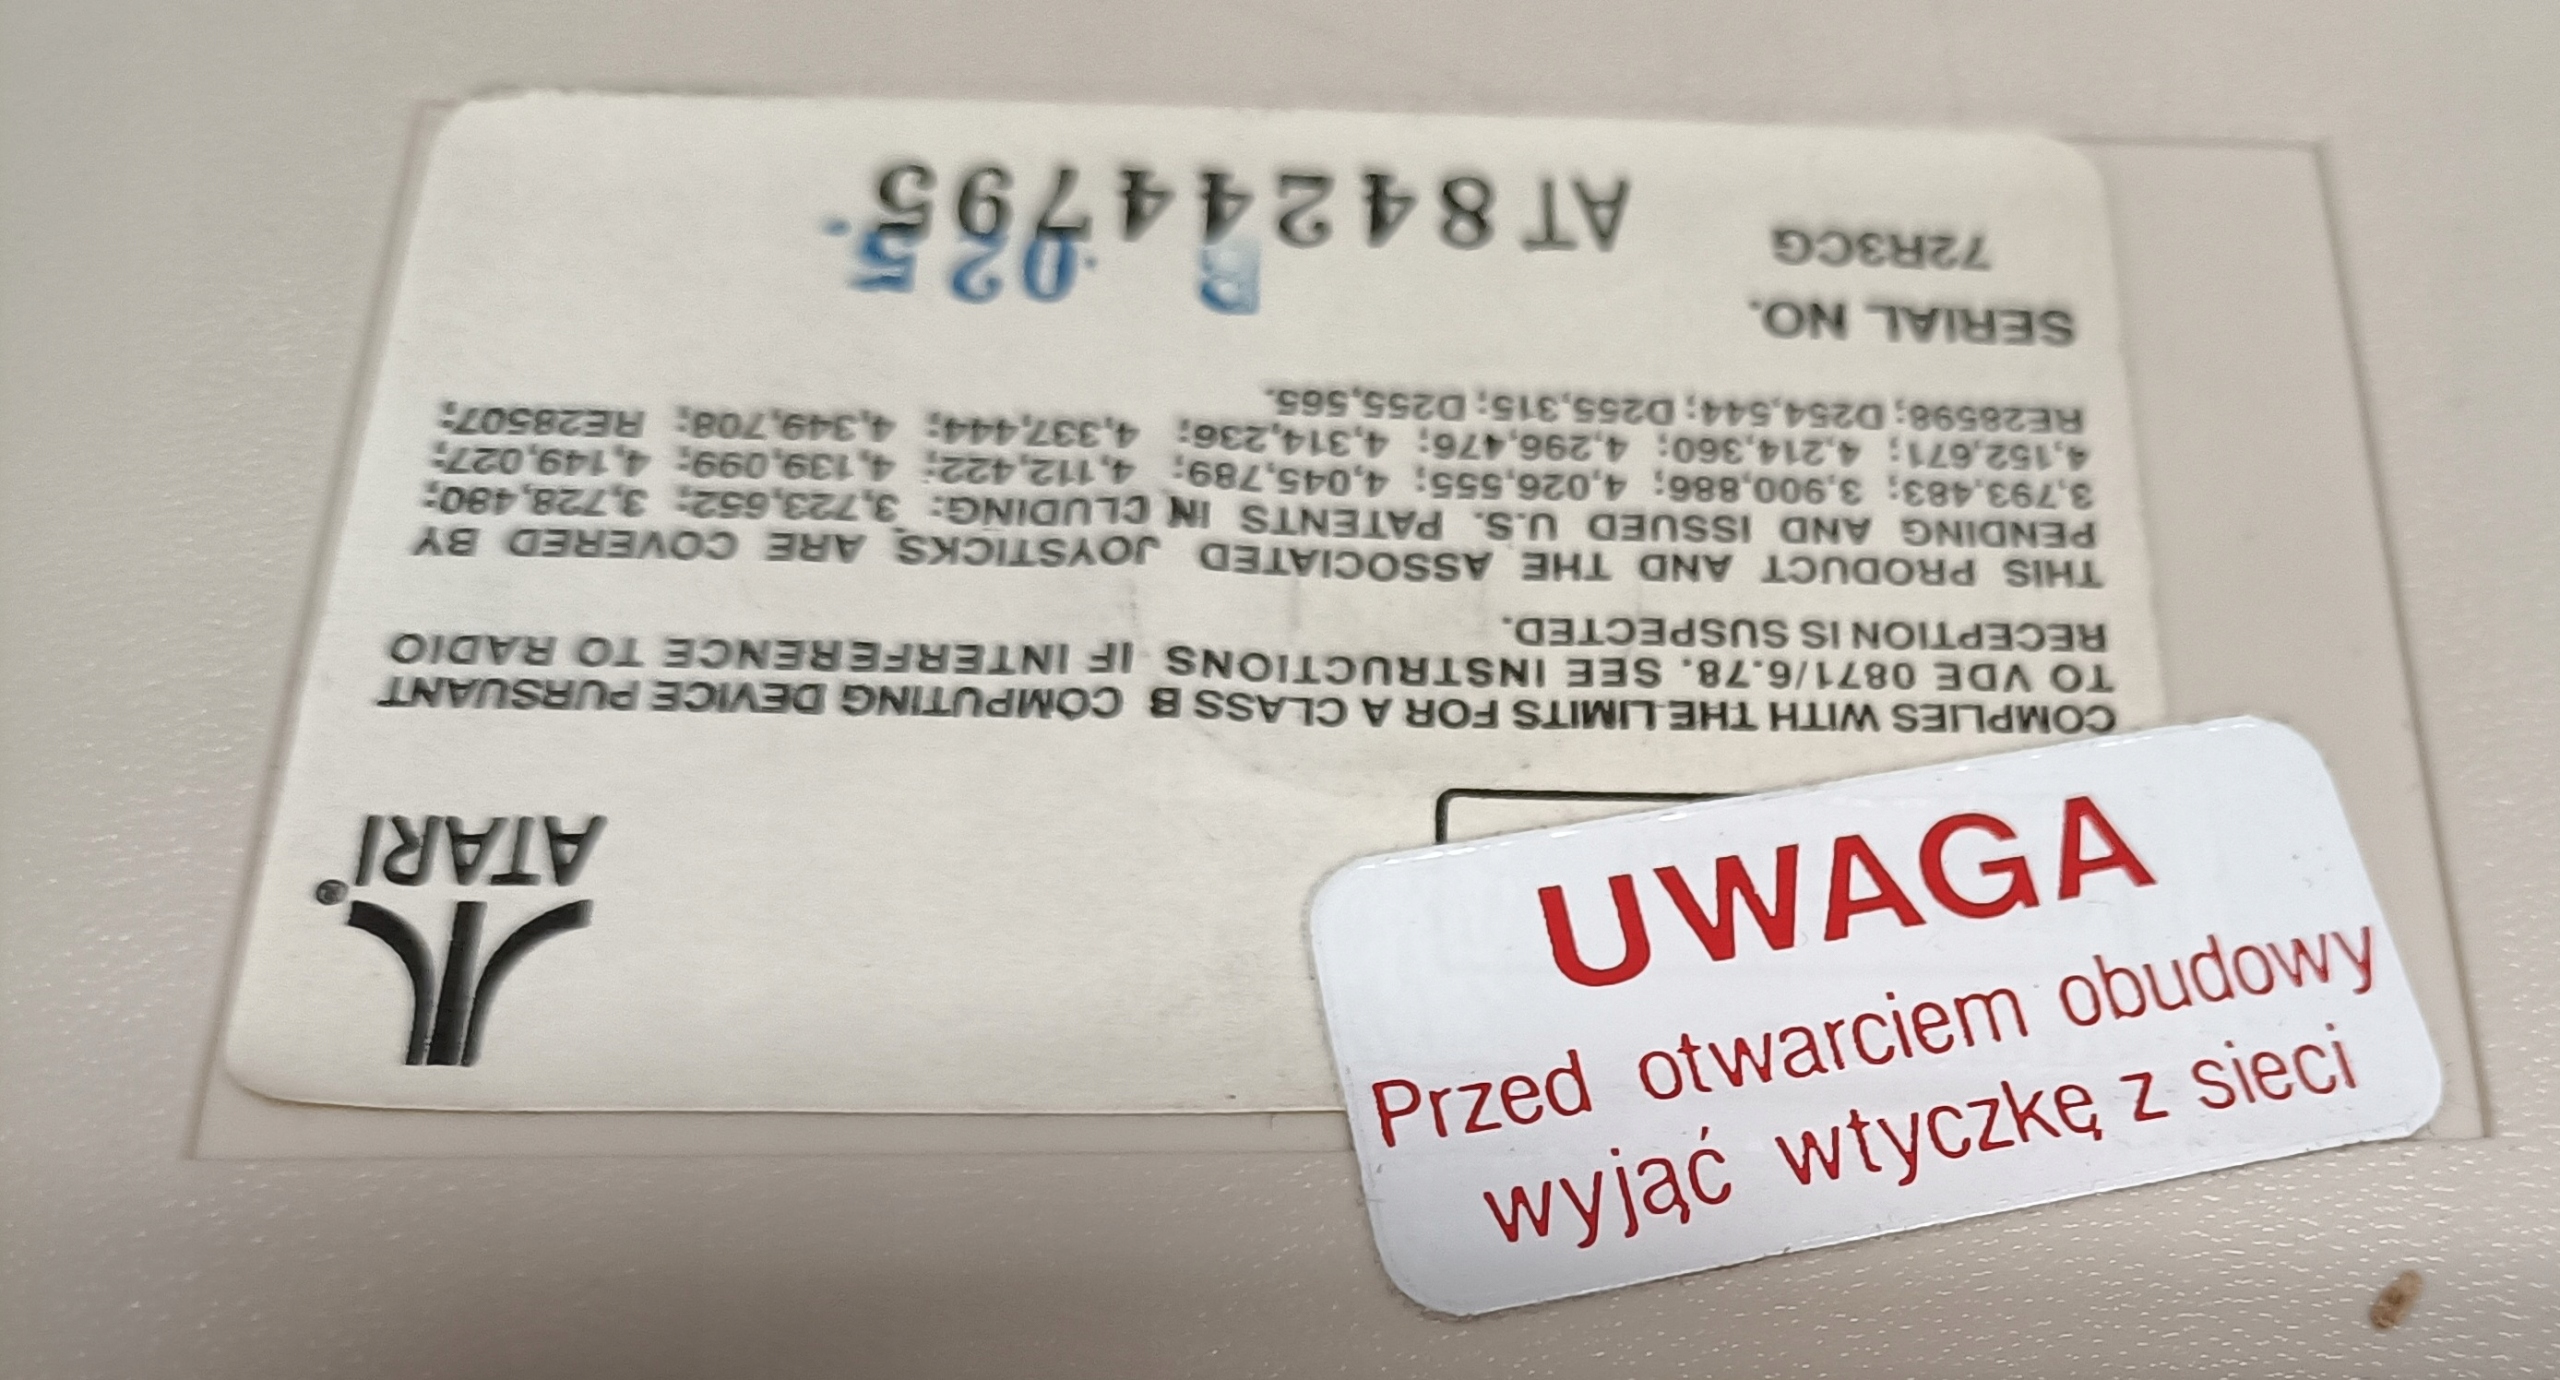 ATARI®
COMPLIES WITH THE LIMITS FOR A CLASS B COMPUTING DEVICE PURSUANT
TO VDE 0871/6.78. SEE INSTRUCTIONS IF INTERFERENCE TO RADIO
RECEPTION IS SUSPECTED.
THIS PRODUCT AND THE ASSOCIATED JOYSTICKS ARE COVERED BY
PENDING AND ISSUED U.S. PATENTS IN CLUDING: 3,723,652; 3,728,480;
3,793,483; 3,900,886; 4,026,555; 4,045,789; 4,112,422; 4,139,099; 4,149,027;
4,152,671; 4,214,360; 4,296,476; 4,314,236; 4,337,444; 4,349,708; RE28507;
RE28598; D254,544; D255,315; D255,565.
SERIAL NO.
72R3CG
B 025
AT84244795
UWAGA
Przed otwarciem obudowy
wyjąć wtyczkę z sieci